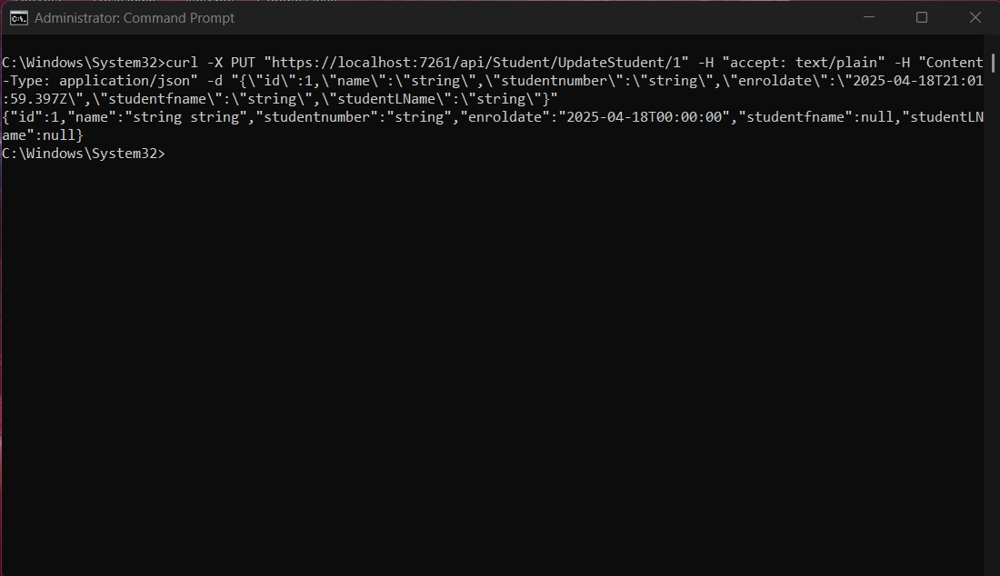 Administrator: Command Prompt
C:\Windows\System32>curl -X PUT "https://localhost:7261/api/Student/UpdateStudent/1" -H "accept: text/plain" -H "Content
-Type: application/json" -d "{\"id\":1,\"name\":\"string\",\"studentnumber\":\"string\",\"enroldate\":\"2025-04-18T21:01
:59.397Z\",\"studentfname\":\"string\",\"studentLName\":\"string\"}"
{"id":1,"name":"string string","studentnumber":"string","enroldate":"2025-04-18T00:00:00","studentfname":null,"studentLN
ame":null}
C:\Windows\System32>